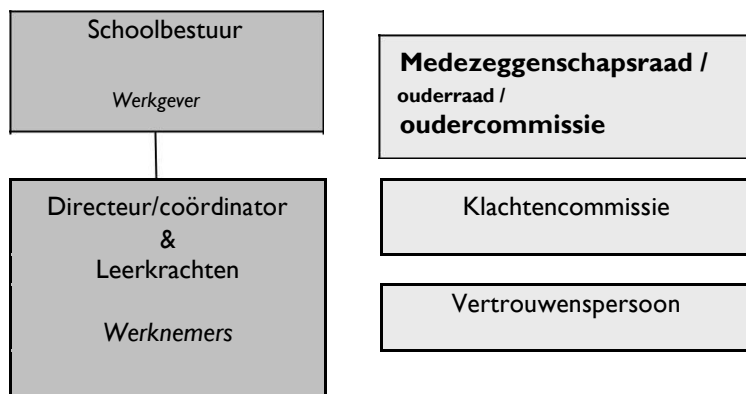 Schoolbestuur
Werkgever
Directeur/coördinator
&
Leerkrachten
Werknemers
Medezeggenschapsraad /
ouderraad /
oudercommissie
Klachtencommissie
Vertrouwenspersoon